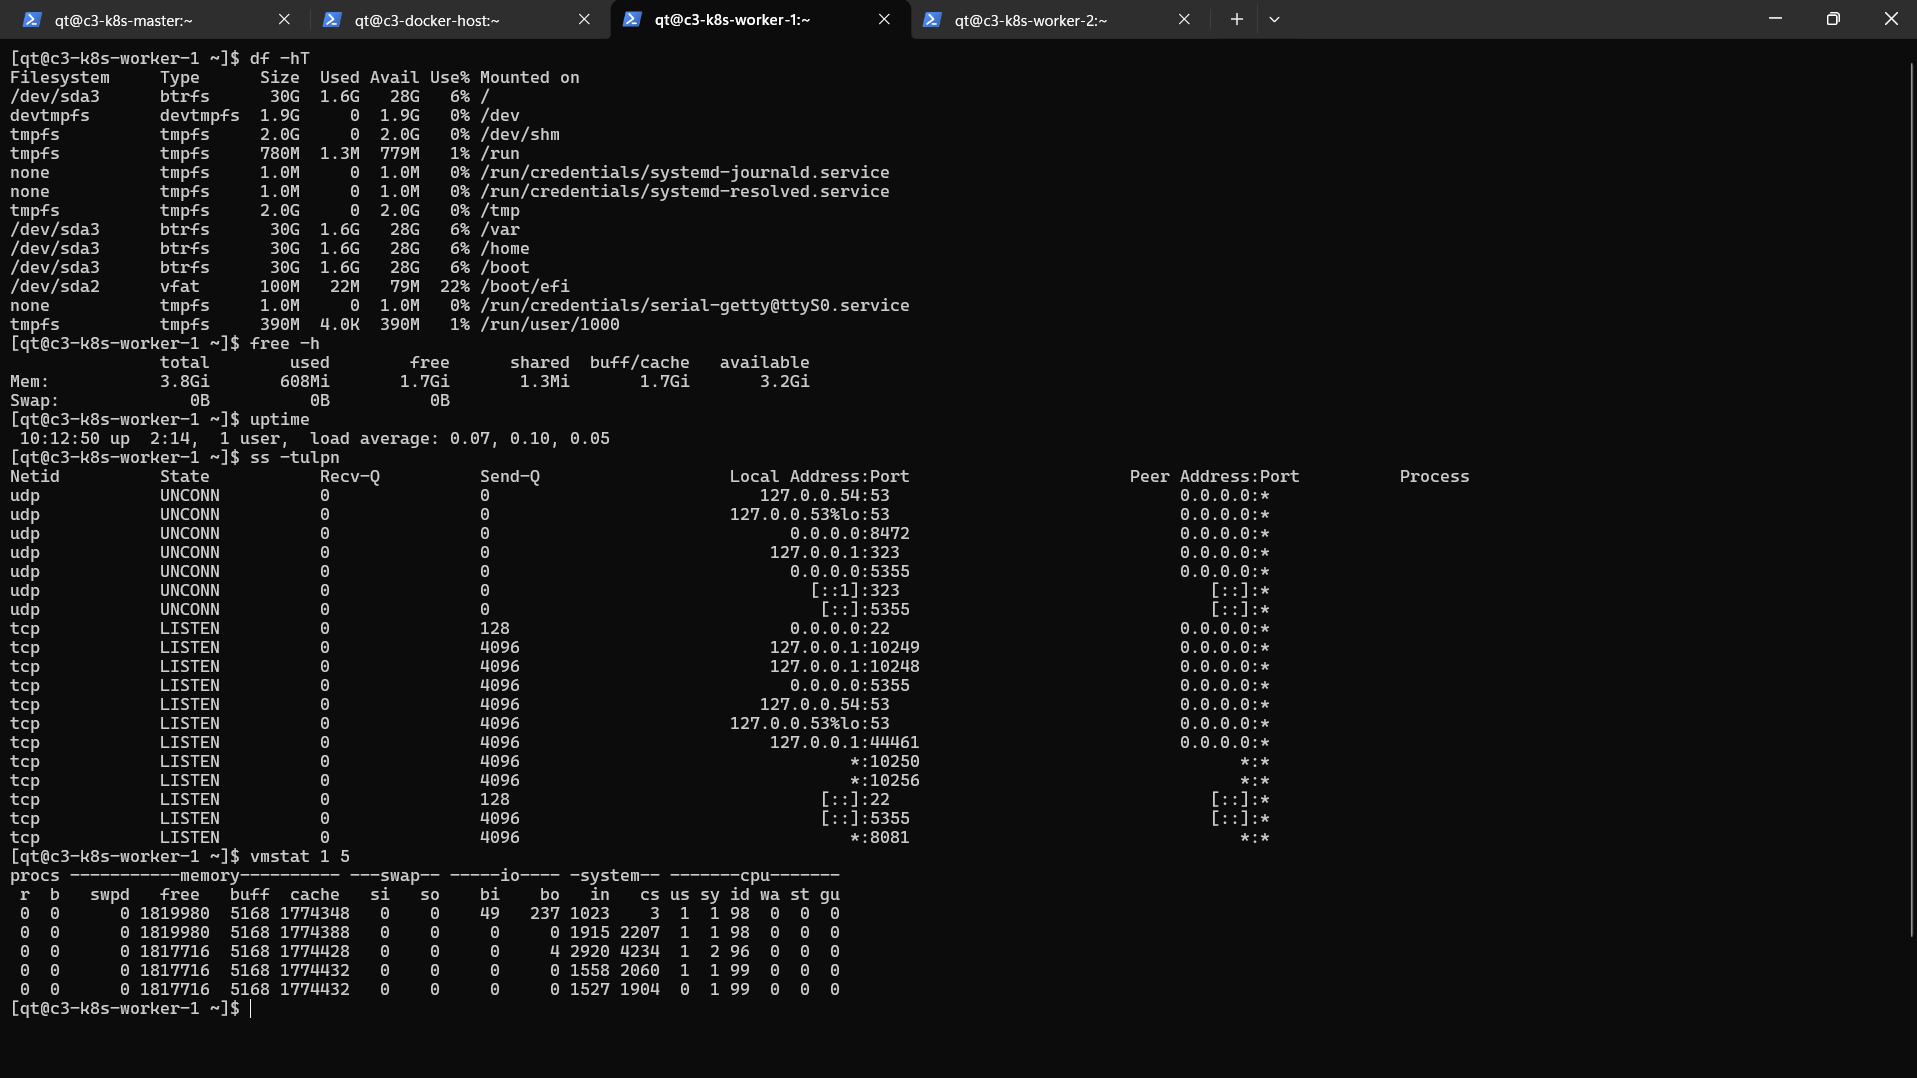 qt@c3-k8s-master:~ qt@c3-docker-host:~ qt@c3-k8s-worker-1:~ qt@c3-k8s-worker-2:~
[qt@c3-k8s-worker-1 ~]$ df -hT
Filesystem     Type      Size  Used Avail Use% Mounted on
/dev/sda3      btrfs      30G  1.6G   28G   6% /
devtmpfs       devtmpfs  1.9G     0  1.9G   0% /dev
tmpfs          tmpfs     2.0G     0  2.0G   0% /dev/shm
tmpfs          tmpfs     780M  1.3M  779M   1% /run
none           tmpfs     1.0M     0  1.0M   0% /run/credentials/systemd-journald.service
none           tmpfs     1.0M     0  1.0M   0% /run/credentials/systemd-resolved.service
tmpfs          tmpfs     2.0G     0  2.0G   0% /tmp
/dev/sda3      btrfs      30G  1.6G   28G   6% /var
/dev/sda3      btrfs      30G  1.6G   28G   6% /home
/dev/sda3      btrfs      30G  1.6G   28G   6% /boot
/dev/sda2      vfat      100M   22M   79M  22% /boot/efi
none           tmpfs     1.0M     0  1.0M   0% /run/credentials/serial-getty@ttyS0.service
tmpfs          tmpfs     390M  4.0K  390M   1% /run/user/1000
[qt@c3-k8s-worker-1 ~]$ free -h
               total        used        free      shared  buff/cache   available
Mem:           3.8Gi       608Mi       1.7Gi       1.3Mi       1.7Gi       3.2Gi
Swap:             0B          0B          0B
[qt@c3-k8s-worker-1 ~]$ uptime
 10:12:50 up  2:14,  1 user,  load average: 0.07, 0.10, 0.05
[qt@c3-k8s-worker-1 ~]$ ss -tulpn
Netid State Recv-Q Send-Q Local Address:Port Peer Address:Port Process
udp UNCONN 0 0 127.0.0.54:53 0.0.0.0:*
udp UNCONN 0 0 127.0.0.53%lo:53 0.0.0.0:*
udp UNCONN 0 0 0.0.0.0:8472 0.0.0.0:*
udp UNCONN 0 0 127.0.0.1:323 0.0.0.0:*
udp UNCONN 0 0 0.0.0.0:5355 0.0.0.0:*
udp UNCONN 0 0 [::1]:323 [::]:*
udp UNCONN 0 0 [::]:5355 [::]:*
tcp LISTEN 0 128 0.0.0.0:22 0.0.0.0:*
tcp LISTEN 0 4096 127.0.0.1:10249 0.0.0.0:*
tcp LISTEN 0 4096 127.0.0.1:10248 0.0.0.0:*
tcp LISTEN 0 4096 0.0.0.0:5355 0.0.0.0:*
tcp LISTEN 0 4096 127.0.0.54:53 0.0.0.0:*
tcp LISTEN 0 4096 127.0.0.53%lo:53 0.0.0.0:*
tcp LISTEN 0 4096 127.0.0.1:44461 0.0.0.0:*
tcp LISTEN 0 4096 *:10250 *:*
tcp LISTEN 0 4096 *:10256 *:*
tcp LISTEN 0 128 [::]:22 [::]:*
tcp LISTEN 0 4096 [::]:5355 [::]:*
tcp LISTEN 0 4096 *:8081 *:*
[qt@c3-k8s-worker-1 ~]$ vmstat 1 5
procs -----------memory---------- ---swap-- -----io---- -system-- -------cpu-------
 r  b   swpd   free   buff  cache   si   so    bi    bo   in   cs us sy id wa st gu
 0  0      0 1819980   5168 1774348   0    0    49   237 1023    3  1  1 98  0  0  0
 0  0      0 1819980   5168 1774388   0    0     0     0 1915 2207  1  1 98  0  0  0
 0  0      0 1817716   5168 1774428   0    0     0     4 2920 4234  1  2 96  0  0  0
 0  0      0 1817716   5168 1774432   0    0     0     0 1558 2060  1  1 99  0  0  0
 0  0      0 1817716   5168 1774432   0    0     0     0 1527 1904  0  1 99  0  0  0
[qt@c3-k8s-worker-1 ~]$